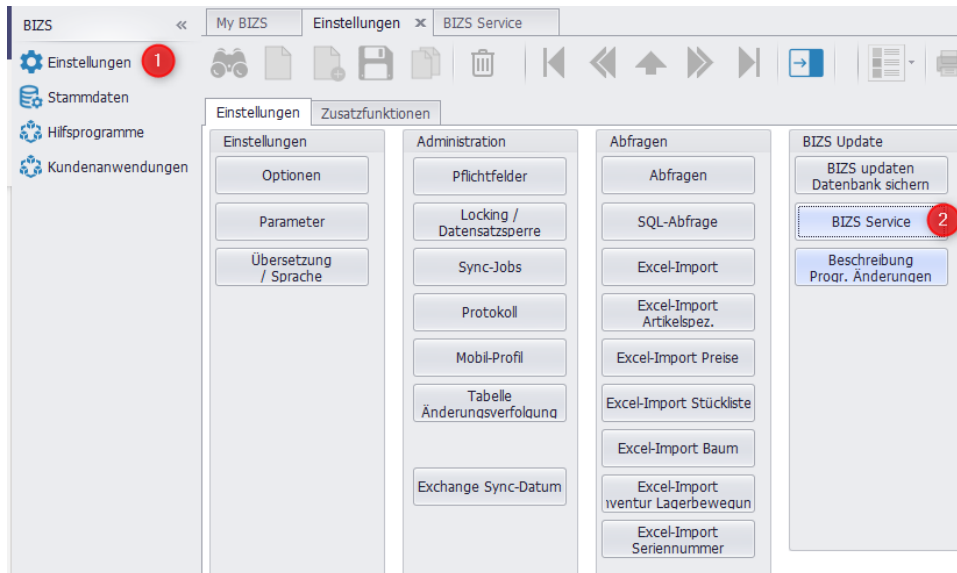 BIZS «
Einstellungen 1
Stammdaten
Hilfsprogramme
Kundenanwendungen
My BIZS Einstellungen x BIZS Service
Einstellungen Zusatzfunktionen
Einstellungen
Optionen
Parameter
Übersetzung
/ Sprache
Administration
Pflichtfelder
Locking /
Datensatzsperre
Sync-Jobs
Protokoll
Mobil-Profil
Tabelle
Änderungsverfolgung
Exchange Sync-Datum
Abfragen
Abfragen
SQL-Abfrage
Excel-Import
Excel-Import
Artikelspez.
Excel-Import Preise
Excel-Import Stückliste
Excel-Import Baum
Excel-Import
ventur Lagerbewegun
Excel-Import
Seriennummer
BIZS Update
BIZS updaten
Datenbank sichern
BIZS Service 2
Beschreibung
Progr. Änderungen